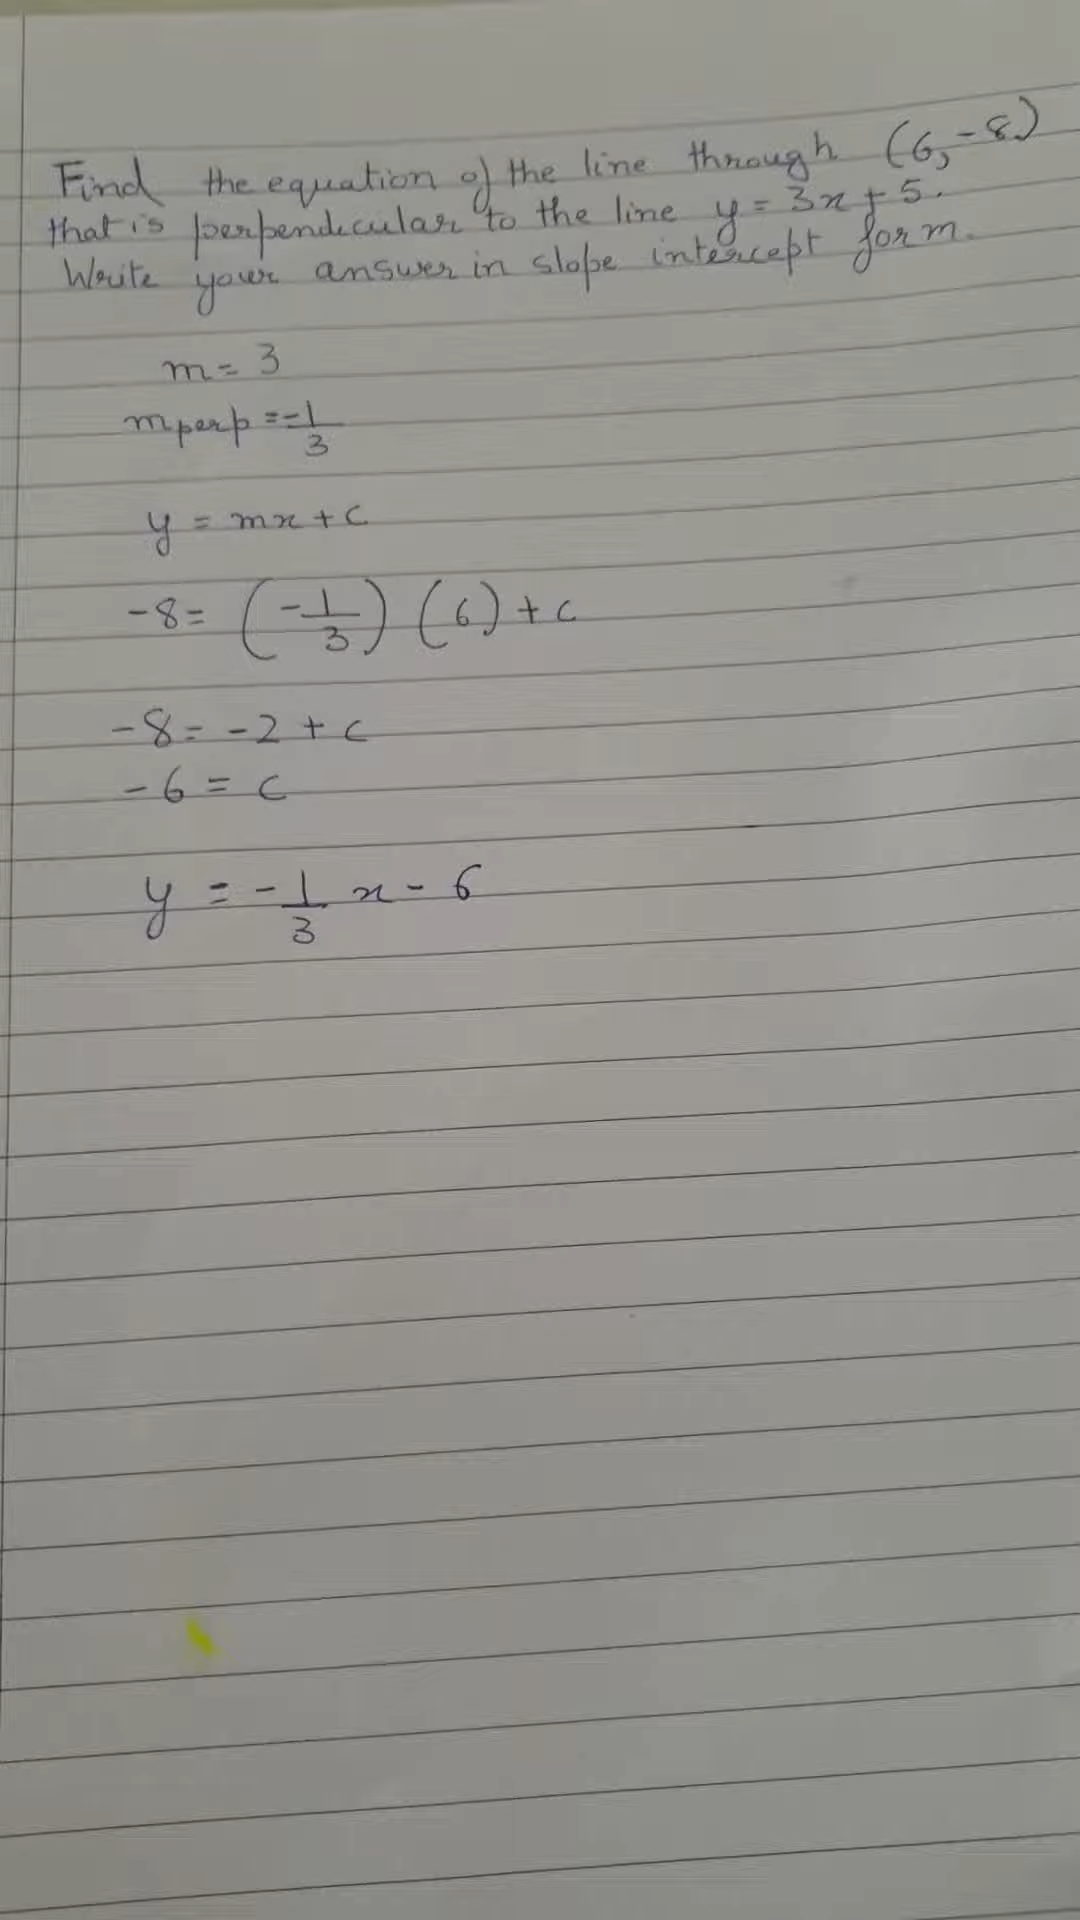 Find the equation of the line through (6, -8)
that is perpendicular to the line y = 3x + 5.
Write your answer in slope intercept form.
m = 3
m perp = -1/3
y = mx + c
-8 = (-1/3) (6) + c
-8 = -2 + c
-6 = c
y = -1/3 x - 6